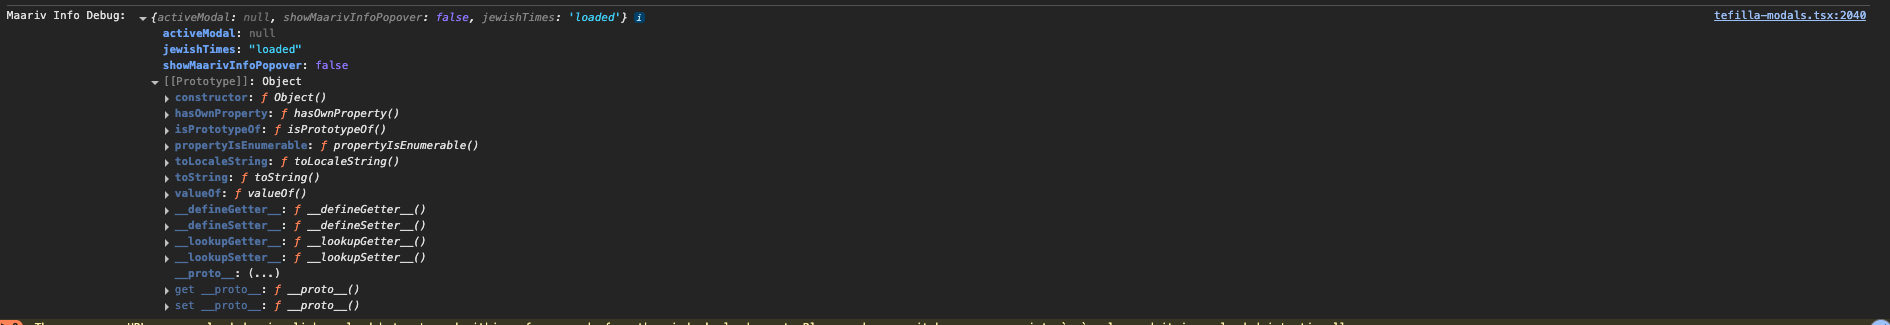 Maariv Info Debug: {activeModal: null, showMaarivInfoPopover: false, jewishTimes: 'loaded'} i tefilla-modals.tsx:2040
activeModal: null
jewishTimes: "loaded"
showMaarivInfoPopover: false
[[Prototype]]: Object
constructor: ƒ Object()
hasOwnProperty: ƒ hasOwnProperty()
isPrototypeOf: ƒ isPrototypeOf()
propertyIsEnumerable: ƒ propertyIsEnumerable()
toLocaleString: ƒ toLocaleString()
toString: ƒ toString()
valueOf: ƒ valueOf()
__defineGetter__: ƒ __defineGetter__()
__defineSetter__: ƒ __defineSetter__()
__lookupGetter__: ƒ __lookupGetter__()
__lookupSetter__: ƒ __lookupSetter__()
__proto__: (...)
get __proto__: ƒ __proto__()
set __proto__: ƒ __proto__()